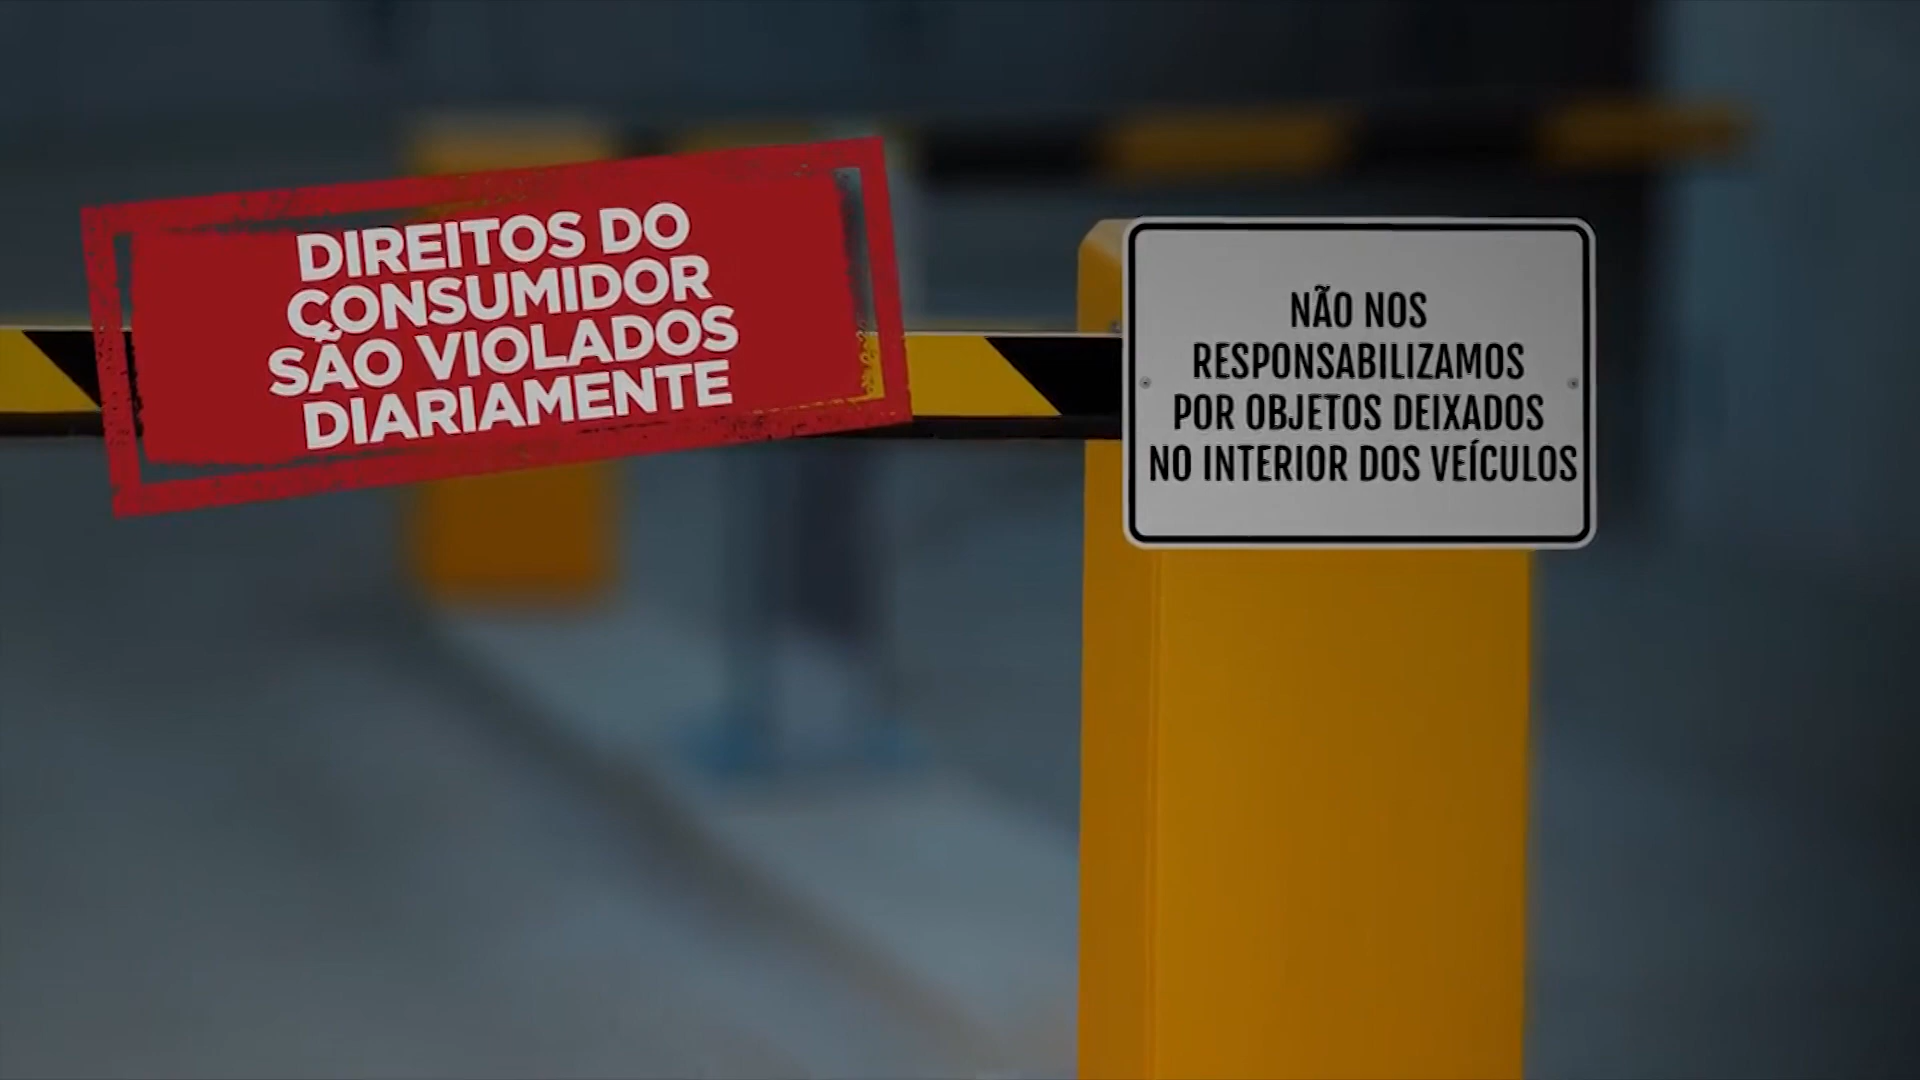 DIREITOS DO
CONSUMIDOR
SÃO VIOLADOS
DIARIAMENTE
NÃO NOS
RESPONSABILIZAMOS
POR OBJETOS DEIXADOS
NO INTERIOR DOS VEÍCULOS